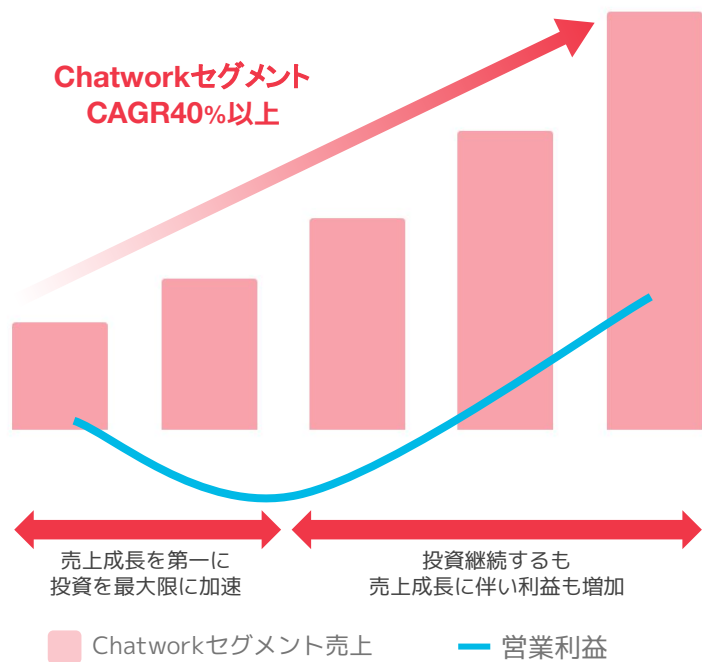 Chatworkセグメント
CAGR40%以上
売上成長を第一に
投資を最大限に加速
投資継続するも
売上成長に伴い利益も増加
Chatworkセグメント売上
営業利益